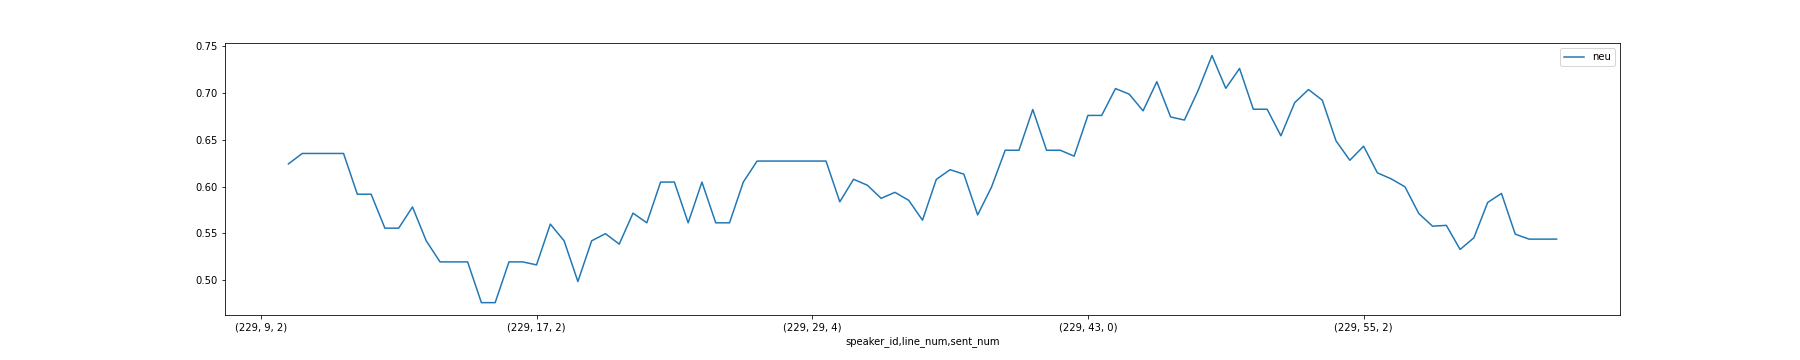 0.75
0.70
0.65
0.60
0.55
0.50
neu
(229, 9, 2) (229, 17, 2) (229, 29, 4) (229, 43, 0) (229, 55, 2)
speaker_id,line_num,sent_num